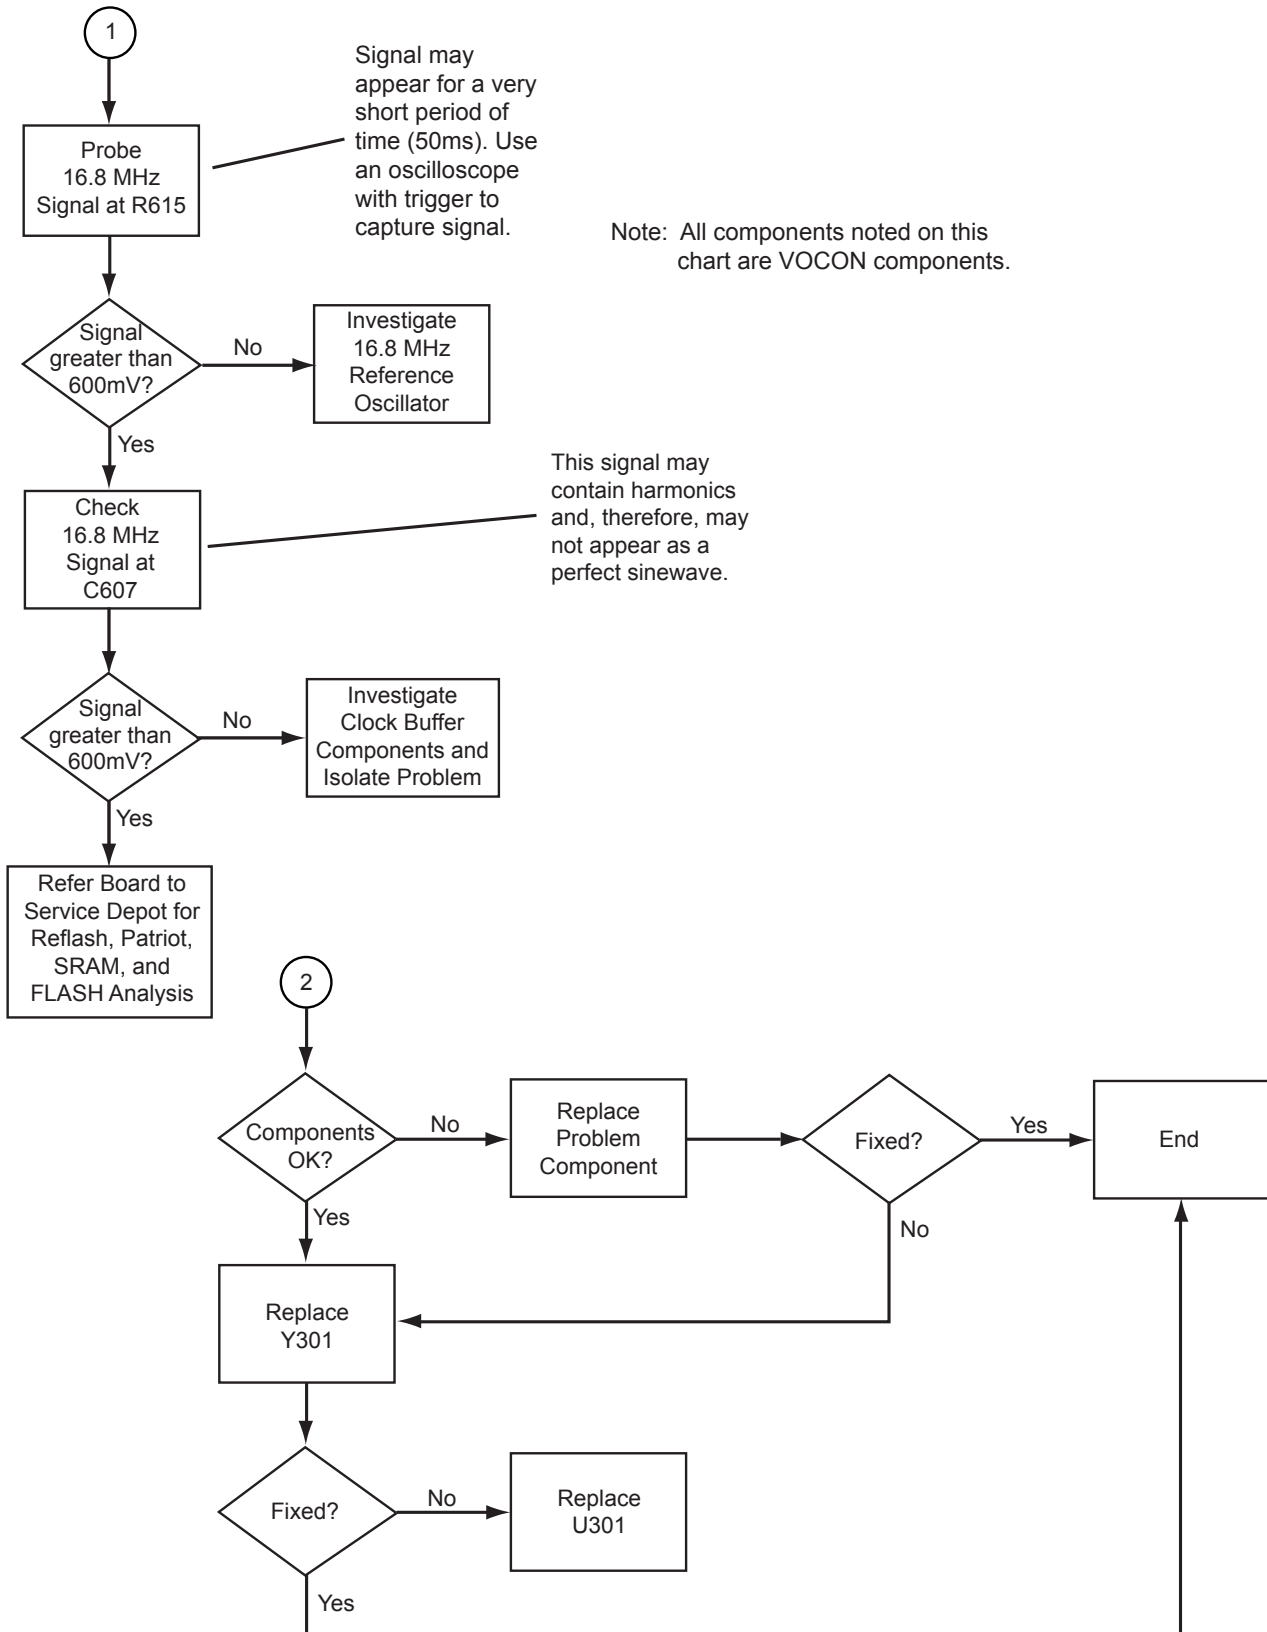 1
Signal may
appear for a very
short period of
time (50ms). Use
an oscilloscope
with trigger to
capture signal.
Probe
16.8 MHz
Signal at R615
Note: All components noted on this
chart are VOCON components.
Signal
greater than
600mV?
No
Investigate
16.8 MHz
Reference
Oscillator
Yes
This signal may
contain harmonics
and, therefore, may
not appear as a
perfect sinewave.
Check
16.8 MHz
Signal at
C607
Signal
greater than
600mV?
No
Investigate
Clock Buffer
Components and
Isolate Problem
Yes
Refer Board to
Service Depot for
Reflash, Patriot,
SRAM, and
FLASH Analysis
2
Components
OK?
No
Replace
Problem
Component
Fixed?
Yes
End
Yes
No
Replace
Y301
Fixed?
No
Replace
U301
Yes